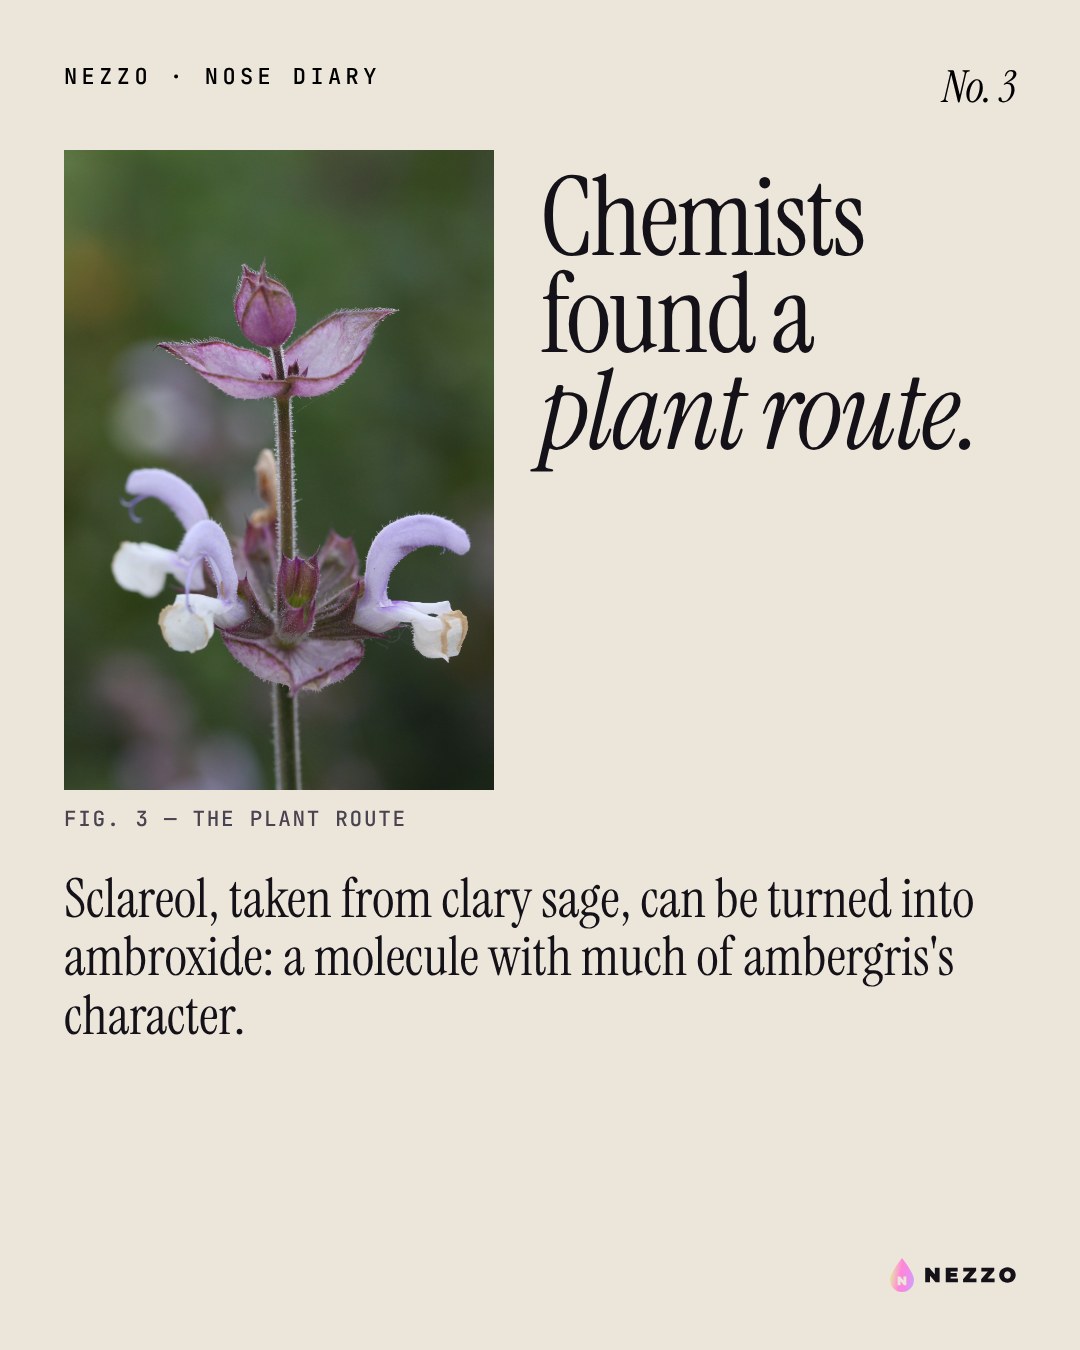 NEZZO · NOSE DIARY
No. 3
Chemists
found a
plant route.
FIG. 3 — THE PLANT ROUTE
Sclareol, taken from clary sage, can be turned into
ambroxide: a molecule with much of ambergris's
character.
N NEZZO